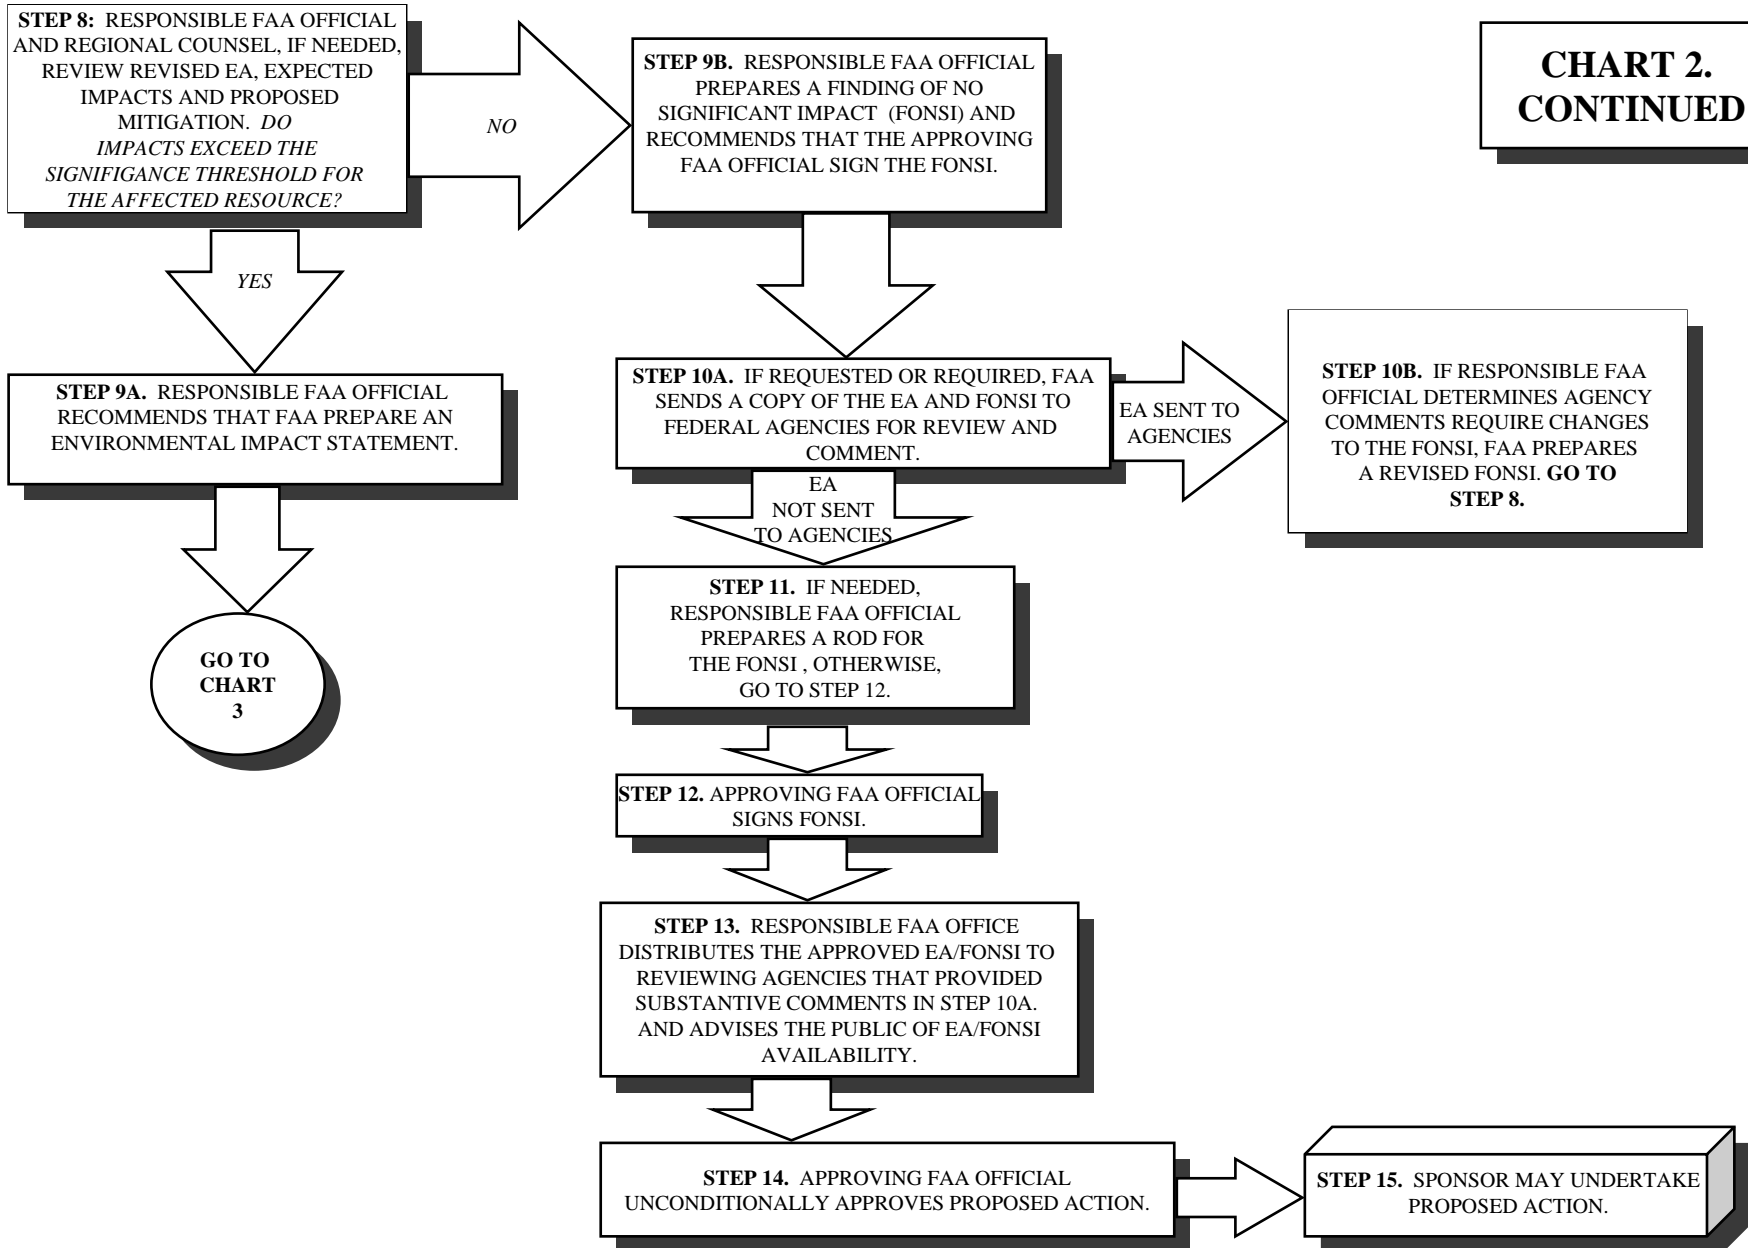 STEP 8: RESPONSIBLE FAA OFFICIAL
AND REGIONAL COUNSEL, IF NEEDED,
REVIEW REVISED EA, EXPECTED
IMPACTS AND PROPOSED
MITIGATION. DO
IMPACTS EXCEED THE
SIGNIFIGANCE THRESHOLD FOR
THE AFFECTED RESOURCE?
NO
STEP 9B. RESPONSIBLE FAA OFFICIAL
PREPARES A FINDING OF NO
SIGNIFICANT IMPACT (FONSI) AND
RECOMMENDS THAT THE APPROVING
FAA OFFICIAL SIGN THE FONSI.
CHART 2.
CONTINUED
YES
STEP 9A. RESPONSIBLE FAA OFFICIAL
RECOMMENDS THAT FAA PREPARE AN
ENVIRONMENTAL IMPACT STATEMENT.
GO TO
CHART
3
STEP 10A. IF REQUESTED OR REQUIRED, FAA
SENDS A COPY OF THE EA AND FONSI TO
FEDERAL AGENCIES FOR REVIEW AND
COMMENT.
EA SENT TO
AGENCIES
STEP 10B. IF RESPONSIBLE FAA
OFFICIAL DETERMINES AGENCY
COMMENTS REQUIRE CHANGES
TO THE FONSI, FAA PREPARES
A REVISED FONSI. GO TO
STEP 8.
EA
NOT SENT
TO AGENCIES
STEP 11. IF NEEDED,
RESPONSIBLE FAA OFFICIAL
PREPARES A ROD FOR
THE FONSI , OTHERWISE,
GO TO STEP 12.
STEP 12. APPROVING FAA OFFICIAL
SIGNS FONSI.
STEP 13. RESPONSIBLE FAA OFFICE
DISTRIBUTES THE APPROVED EA/FONSI TO
REVIEWING AGENCIES THAT PROVIDED
SUBSTANTIVE COMMENTS IN STEP 10A.
AND ADVISES THE PUBLIC OF EA/FONSI
AVAILABILITY.
STEP 14. APPROVING FAA OFFICIAL
UNCONDITIONALLY APPROVES PROPOSED ACTION.
STEP 15. SPONSOR MAY UNDERTAKE
PROPOSED ACTION.